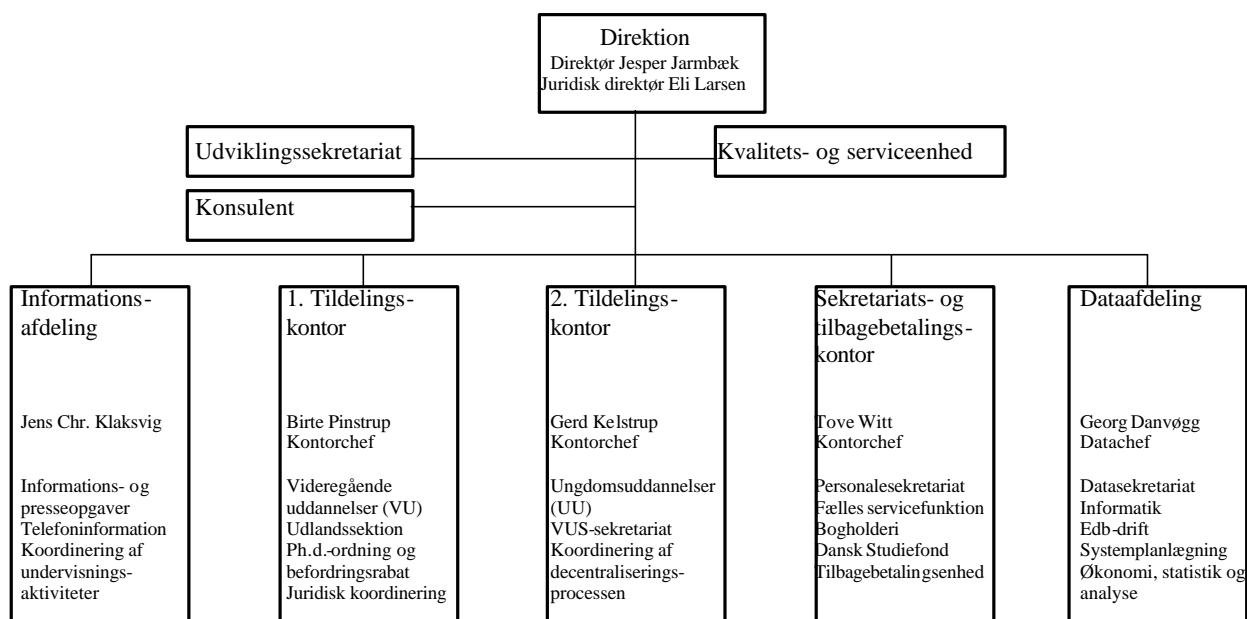 Direktion
Direktør Jesper Jarmbæk
Juridisk direktør Eli Larsen
Udviklingssekretariat
Kvalitets- og serviceenhed
Konsulent
Informations-
afdeling
Jens Chr. Klaksvig
Informations- og
presseopgaver
Telefoninformation
Koordinering af
undervisnings-
aktiviteter
1. Tildelings-
kontor
Birte Pinstrup
Kontorchef
Videregående
uddannelser (VU)
Udlandssektion
Ph.d.-ordning og
befordringsrabat
Juridisk koordinering
2. Tildelings-
kontor
Gerd Kelstrup
Kontorchef
Ungdomsuddannelser
(UU)
VUS-sekretariat
Koordinering af
decentraliserings-
processen
Sekretariats- og
tilbagebetalings-
kontor
Tove Witt
Kontorchef
Personalesekretariat
Fælles servicefunktion
Bogholderi
Dansk Studiefond
Tilbagebetalingsenhed
Dataafdeling
Georg Danvøgg
Datachef
Datasekretariat
Informatik
Edb-drift
Systemplanlægning
Økonomi, statistik og
analyse